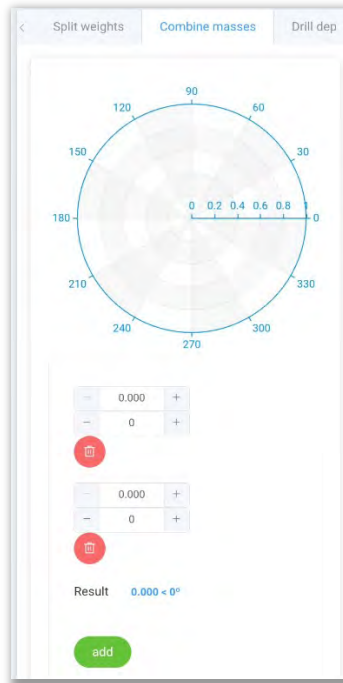 Split weights Combine masses Drill dep
90
120 60
150 30
180 0 0.2 0.4 0.6 0.8 1 0
210 330
240 300
270
− 0.000 +
− 0 +
− 0.000 +
− 0 +
Result 0.000 < 0º
add